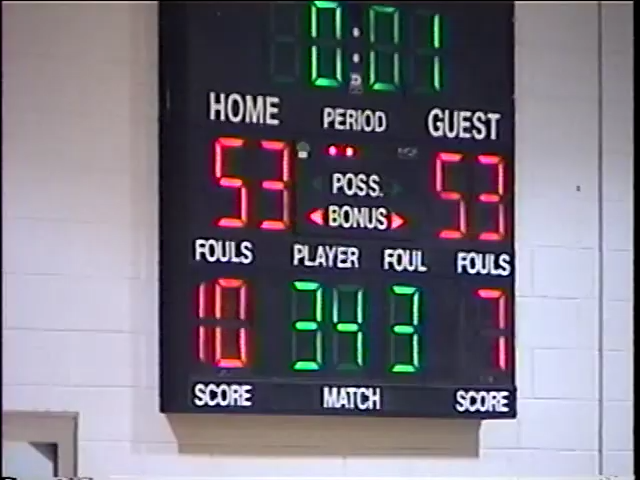 0:01
HOME PERIOD GUEST
53 53
POSS.
BONUS
FOULS PLAYER FOUL FOULS
10 34 3 7
SCORE MATCH SCORE